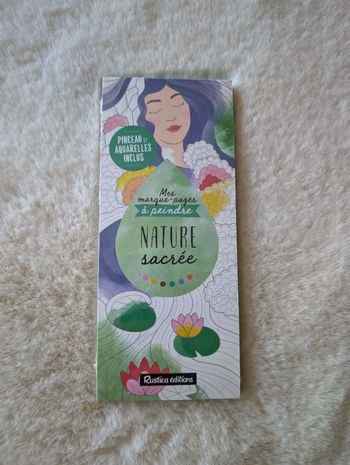 PINCEAU ET
AQUARELLES
INCLUS
Mes
marque-pages
à peindre
NATURE
sacrée
Rustica éditions